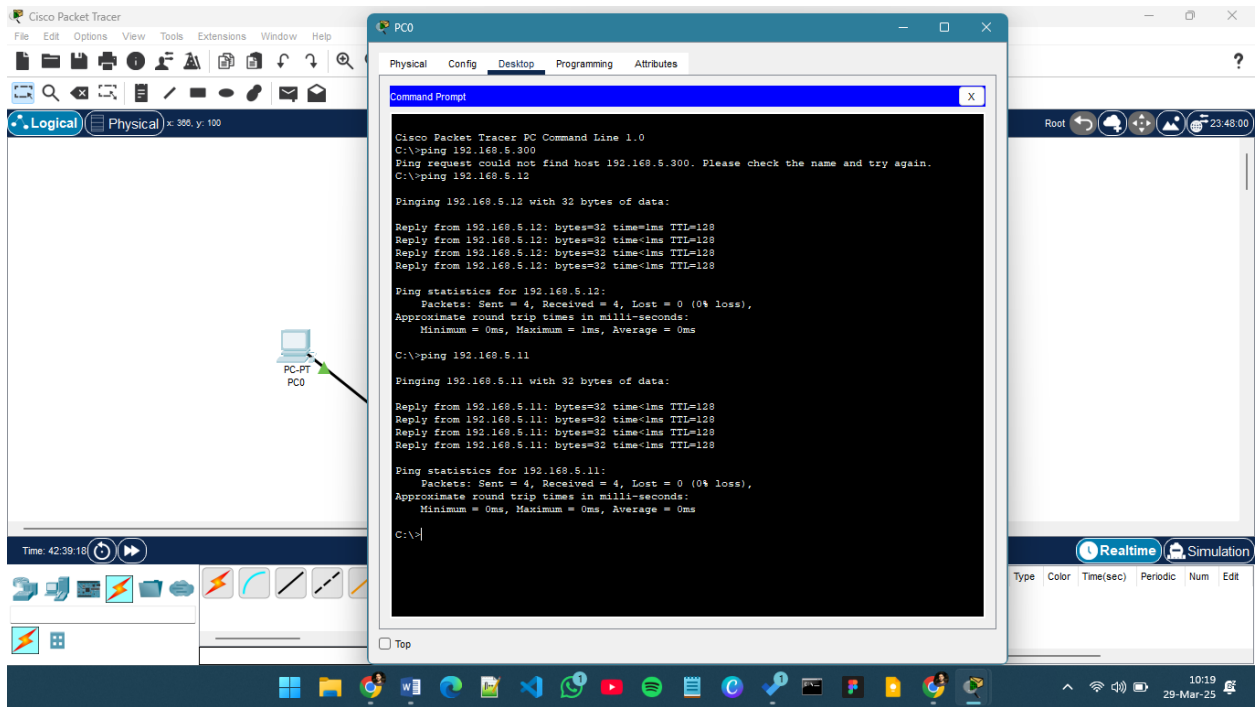 Cisco Packet Tracer
File Edit Options View Tools Extensions Window Help
?
Logical Physical x: 366, y: 100
Root 23:48:00
PC-PT
PC0
PC0
Physical Config Desktop Programming Attributes
Command Prompt X
Cisco Packet Tracer PC Command Line 1.0
C:\>ping 192.168.5.300
Ping request could not find host 192.168.5.300. Please check the name and try again.
C:\>ping 192.168.5.12
Pinging 192.168.5.12 with 32 bytes of data:
Reply from 192.168.5.12: bytes=32 time=1ms TTL=128
Reply from 192.168.5.12: bytes=32 time<1ms TTL=128
Reply from 192.168.5.12: bytes=32 time<1ms TTL=128
Reply from 192.168.5.12: bytes=32 time<1ms TTL=128
Ping statistics for 192.168.5.12:
Packets: Sent = 4, Received = 4, Lost = 0 (0% loss),
Approximate round trip times in milli-seconds:
Minimum = 0ms, Maximum = 1ms, Average = 0ms
C:\>ping 192.168.5.11
Pinging 192.168.5.11 with 32 bytes of data:
Reply from 192.168.5.11: bytes=32 time<1ms TTL=128
Reply from 192.168.5.11: bytes=32 time<1ms TTL=128
Reply from 192.168.5.11: bytes=32 time<1ms TTL=128
Reply from 192.168.5.11: bytes=32 time<1ms TTL=128
Ping statistics for 192.168.5.11:
Packets: Sent = 4, Received = 4, Lost = 0 (0% loss),
Approximate round trip times in milli-seconds:
Minimum = 0ms, Maximum = 0ms, Average = 0ms
C:\>
Top
Time: 42:39:18
Realtime Simulation
Type Color Time(sec) Periodic Num Edit
10:19
29-Mar-25